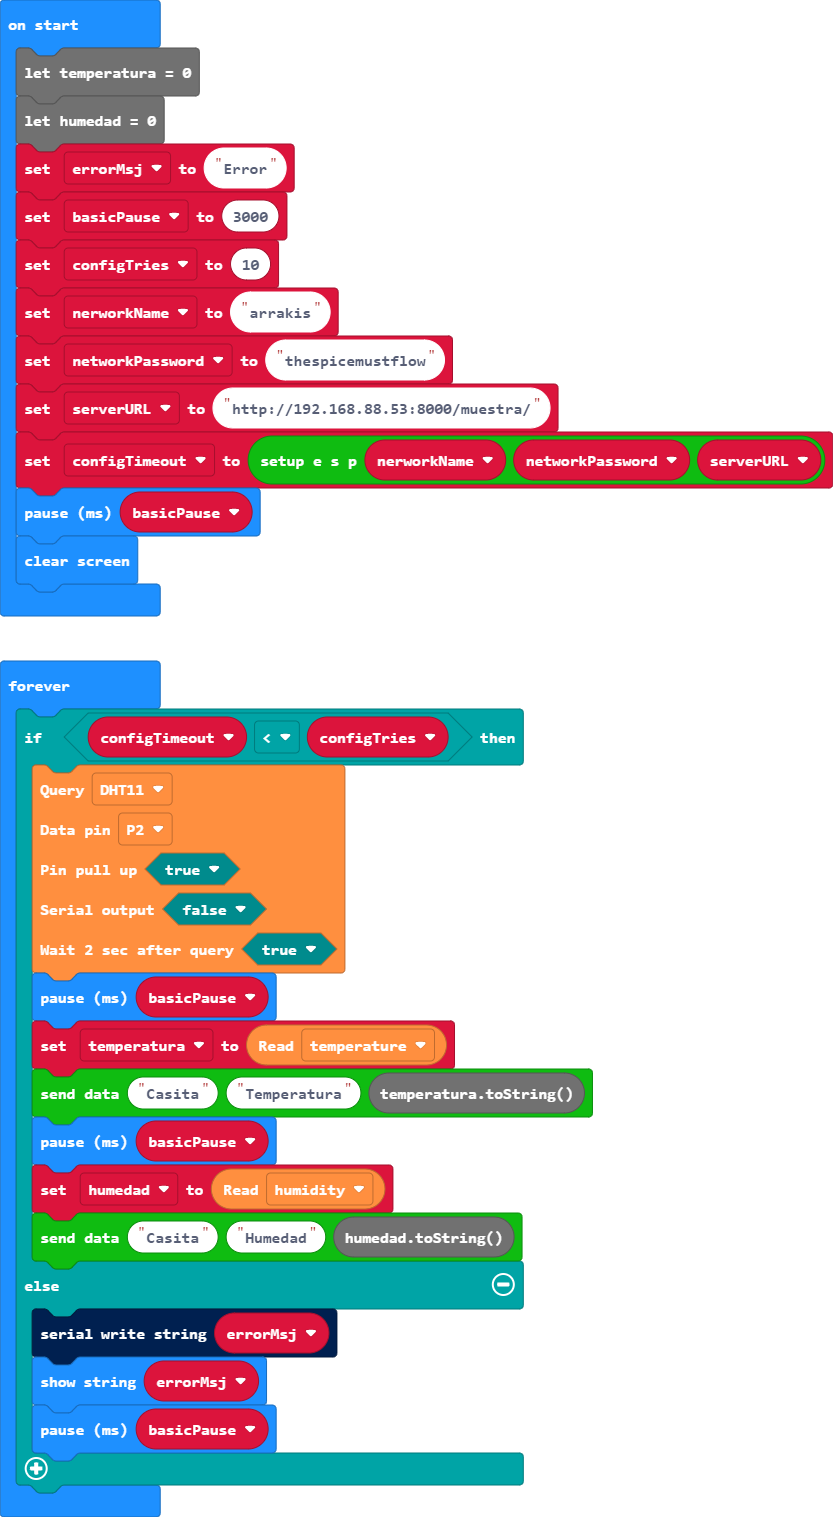 on start
let temperatura = 0
let humedad = 0
set errorMsj to "Error"
set basicPause to 3000
set configTries to 10
set nerworkName to "arrakis"
set networkPassword to "thespicemustflow"
set serverURL to "http://192.168.88.53:8000/muestra/"
set configTimeout to setup e s p nerworkName networkPassword serverURL
pause (ms) basicPause
clear screen
forever
if configTimeout < configTries then
Query DHT11
Data pin P2
Pin pull up true
Serial output false
Wait 2 sec after query true
pause (ms) basicPause
set temperatura to Read temperature
send data "Casita" "Temperatura" temperatura.toString()
pause (ms) basicPause
set humedad to Read humidity
send data "Casita" "Humedad" humedad.toString()
else
serial write string errorMsj
show string errorMsj
pause (ms) basicPause